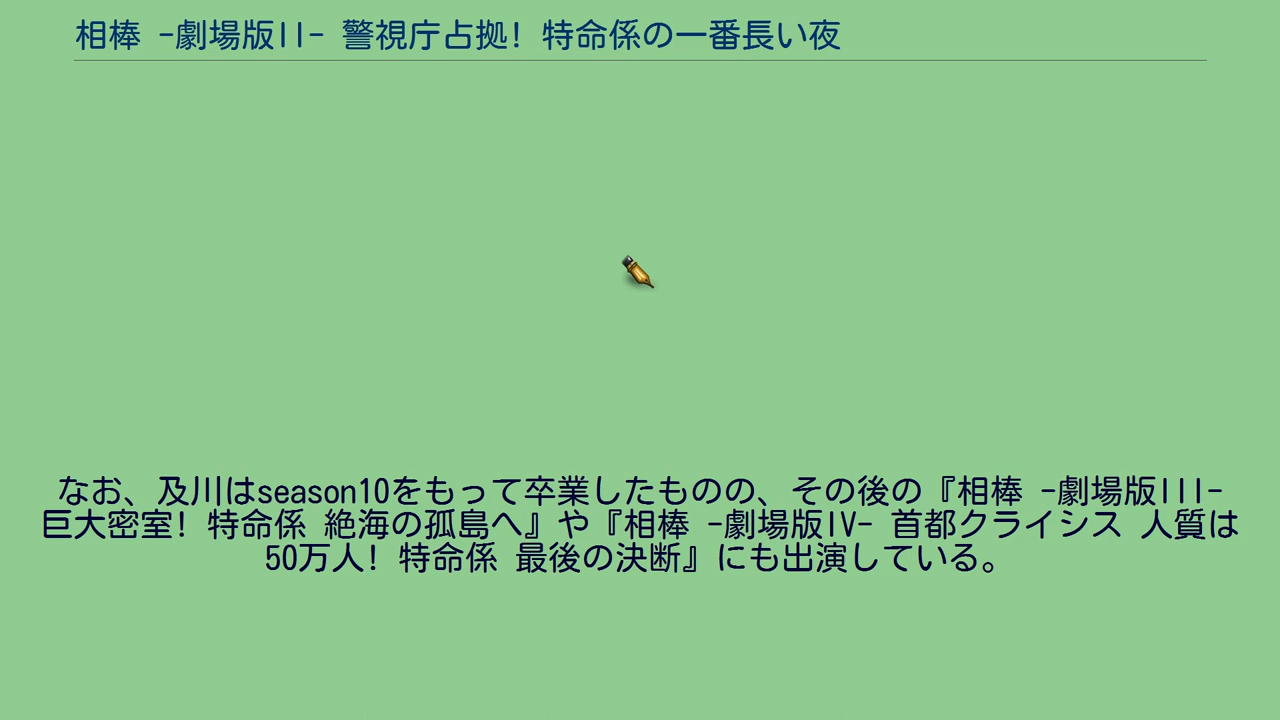 相棒 -劇場版II- 警視庁占拠! 特命係の一番長い夜
なお、及川はseason10をもって卒業したものの、その後の『相棒 -劇場版III-
巨大密室! 特命係 絶海の孤島へ』や『相棒 -劇場版IV- 首都クライシス 人質は
50万人! 特命係 最後の決断』にも出演している。